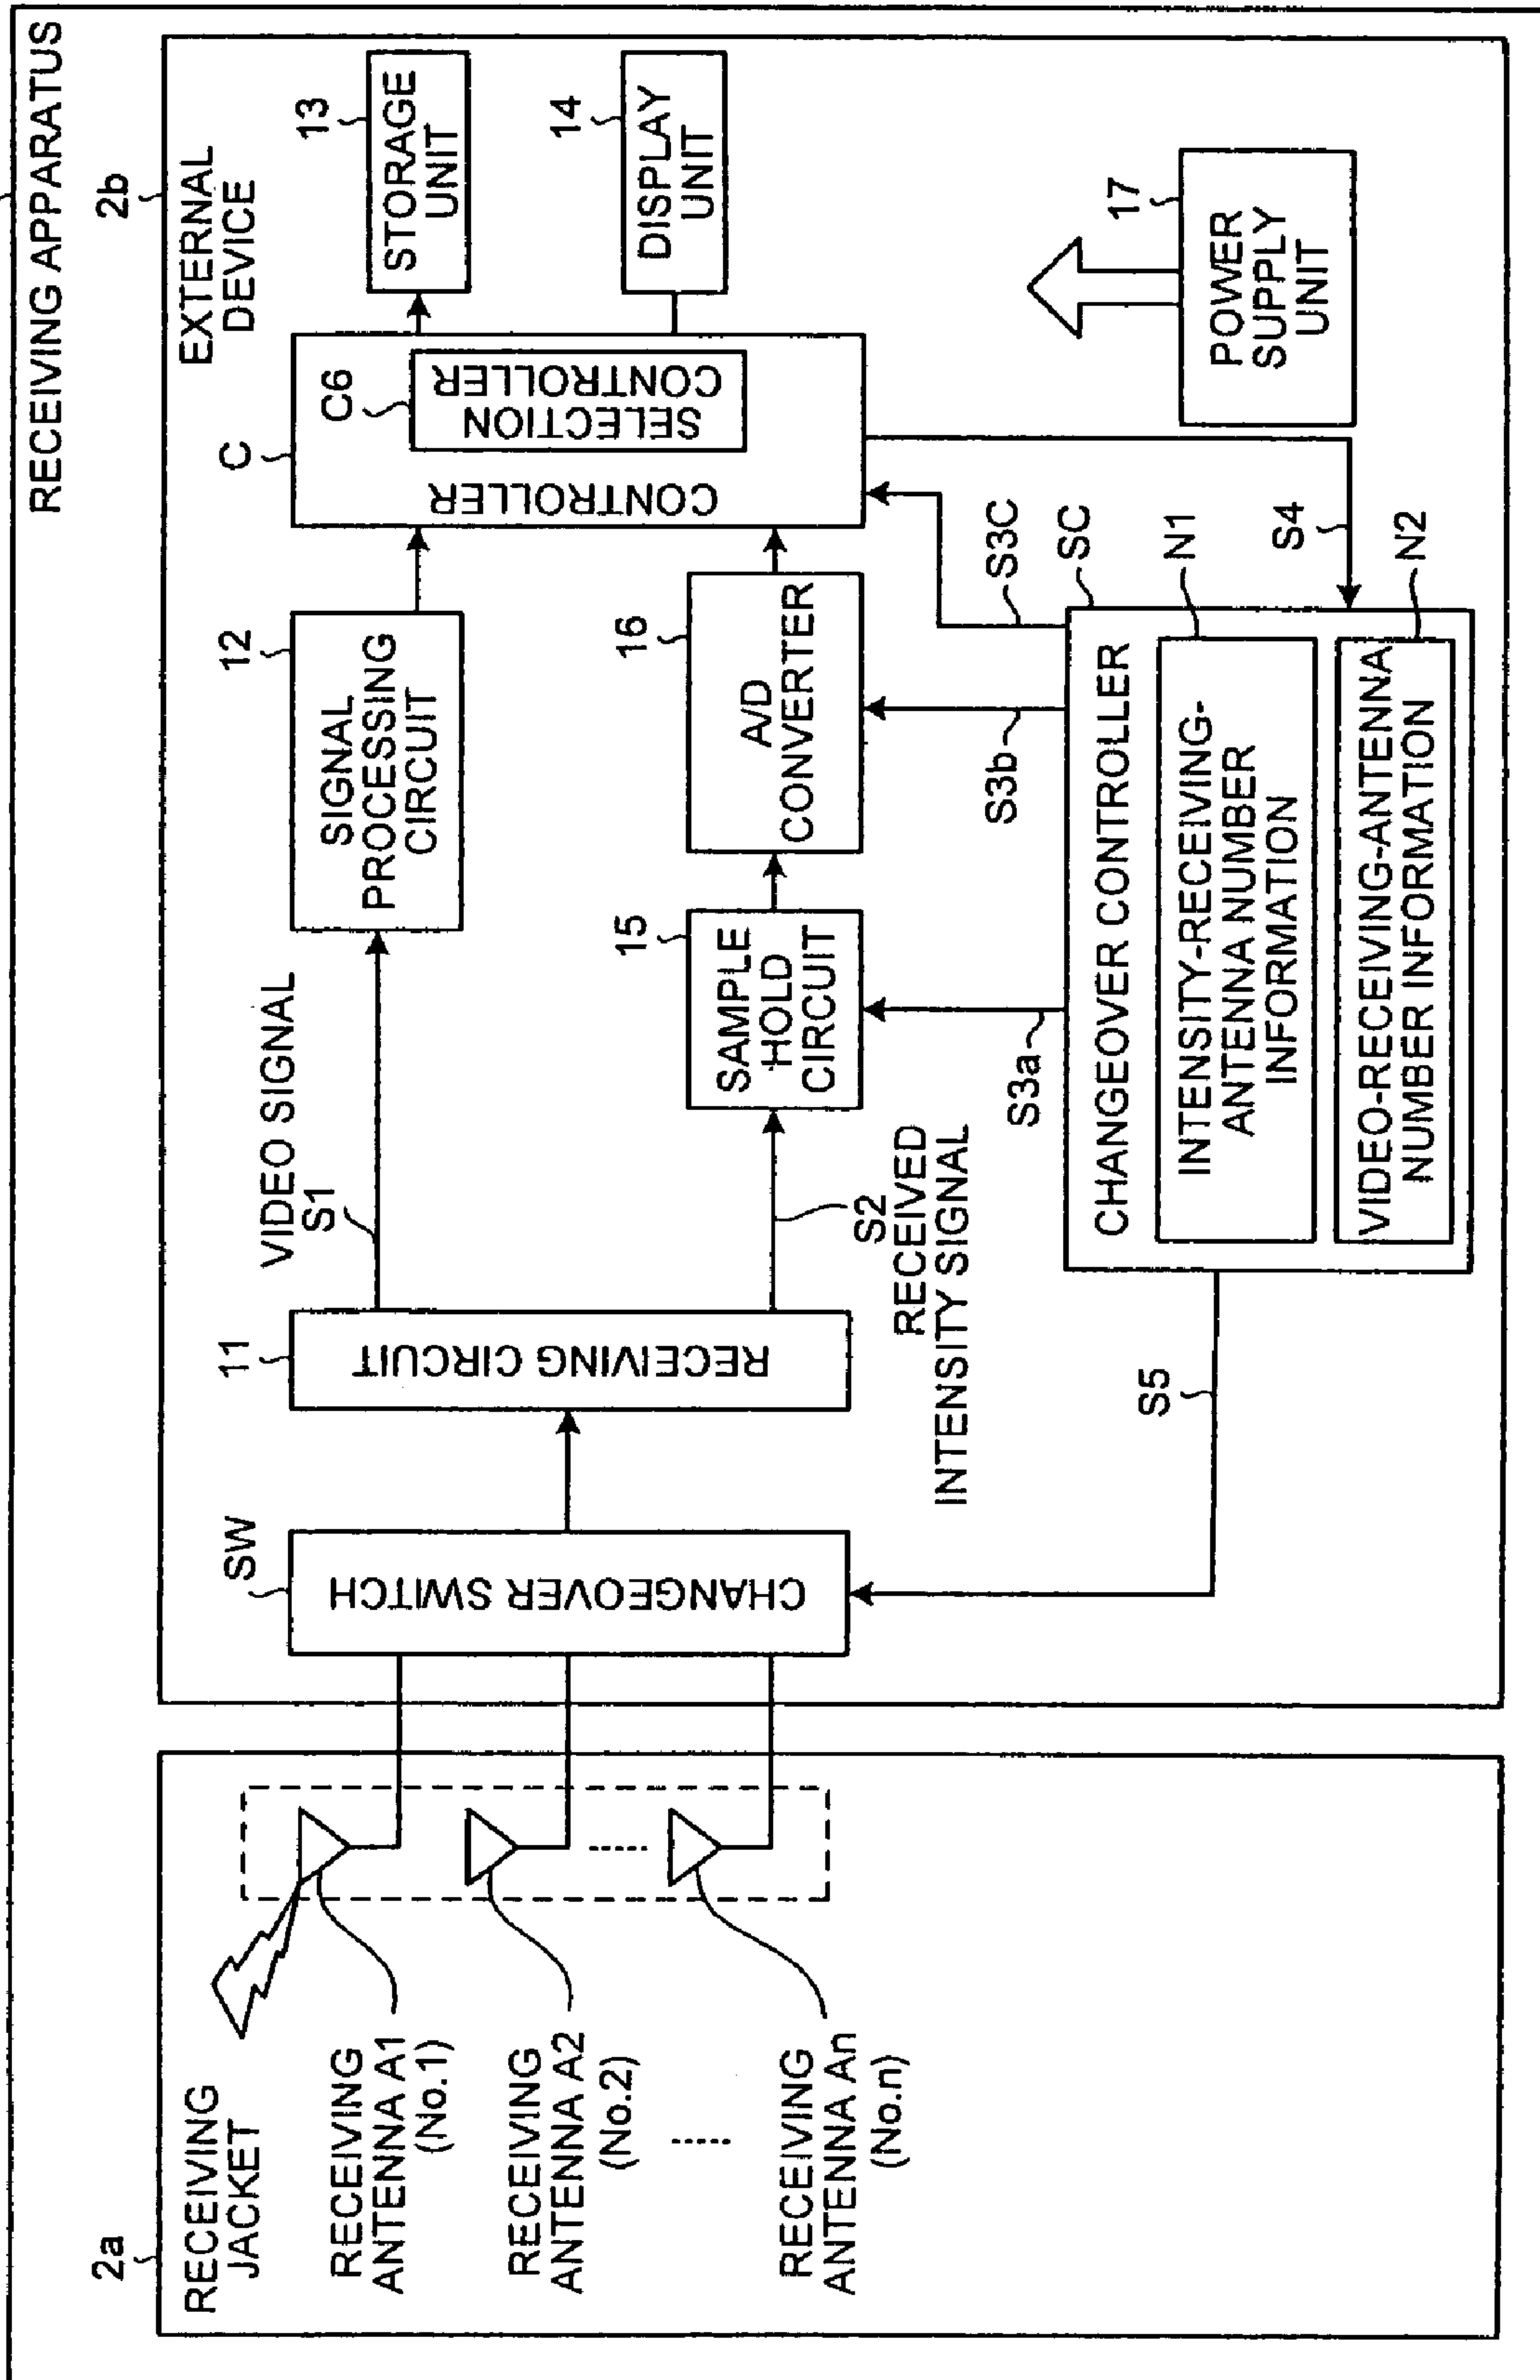 RECEIVING APPARATUS
2a
RECEIVING
JACKET
RECEIVING
ANTENNA A1
(No.1)
RECEIVING
ANTENNA A2
(No.2)
RECEIVING
ANTENNA An
(No.n)
2b
EXTERNAL
DEVICE
SW
CHANGEOVER SWITCH
11
RECEIVING CIRCUIT
VIDEO SIGNAL
S1
S2
RECEIVED
INTENSITY SIGNAL
12
SIGNAL
PROCESSING
CIRCUIT
15
SAMPLE
HOLD
CIRCUIT
16
A/D
CONVERTER
C
CONTROLLER
C6
SELECTION
CONTROLLER
13
STORAGE
UNIT
14
DISPLAY
UNIT
S3a
S3b
S3C
SC
CHANGEOVER CONTROLLER
N1
INTENSITY-RECEIVING-
ANTENNA NUMBER
INFORMATION
N2
VIDEO-RECEIVING-ANTENNA
NUMBER INFORMATION
S4
S5
17
POWER
SUPPLY
UNIT